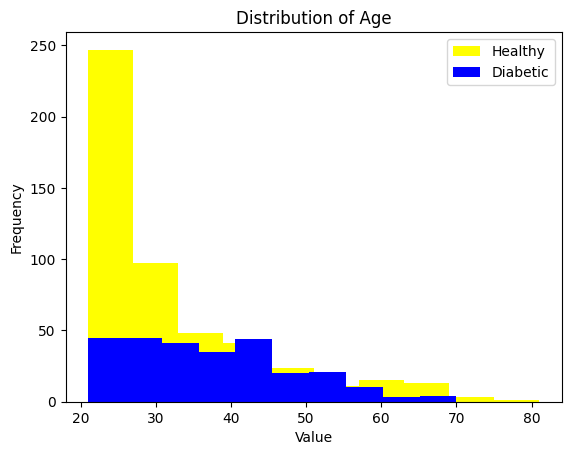 Distribution of Age
Healthy
Diabetic
Frequency
250
200
150
100
50
0
20 30 40 50 60 70 80
Value